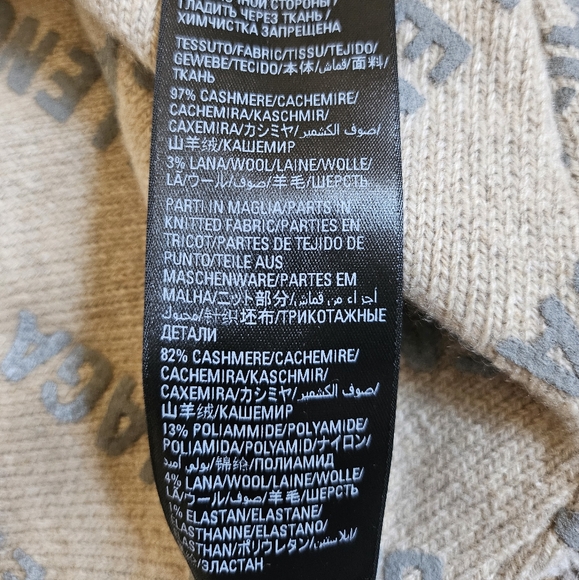 ГЛАДИТЬ ЧЕРЕЗ ТКАНЬ /
ХИМЧИСТКА ЗАПРЕЩЕНА
TESSUTO/FABRIC/TISSU/TEJIDO/
GEWEBE/TECIDO/本体/قماش/面料/
ТКАНЬ
97% CASHMERE/CACHEMIRE/
CACHEMIRA/KASCHMIR/
CAXEMIRA/カシミヤ/صوف الكشمير/
山羊绒/КАШЕМИР
3% LANA/WOOL/LAINE/WOLLE/
LÃ/ウール/صوف/羊毛/ШЕРСТЬ
PARTI IN MAGLIA/PARTS IN
KNITTED FABRIC/PARTIES EN
TRICOT/PARTES DE TEJIDO DE
PUNTO/TEILE AUS
MASCHENWARE/PARTES EM
MALHA/ニット部分/أجزاء من قماش
محبوك/针织坯布/ТРИКОТАЖНЫЕ
ДЕТАЛИ
82% CASHMERE/CACHEMIRE/
CACHEMIRA/KASCHMIR/
CAXEMIRA/カシミヤ/صوف الكشمير/
山羊绒/КАШЕМИР
13% POLIAMMIDE/POLYAMIDE/
POLIAMIDA/POLYAMID/ナイロン/
بولي أميد/锦纶/ПОЛИАМИД
4% LANA/WOOL/LAINE/WOLLE/
LÃ/ウール/صوف/羊毛/ШЕРСТЬ
1% ELASTAN/ELASTANE/
ELASTHANNE/ELASTANO/
ELASTHAN/ポリウレタン/إيلاستين/
/ЭЛАСТАН